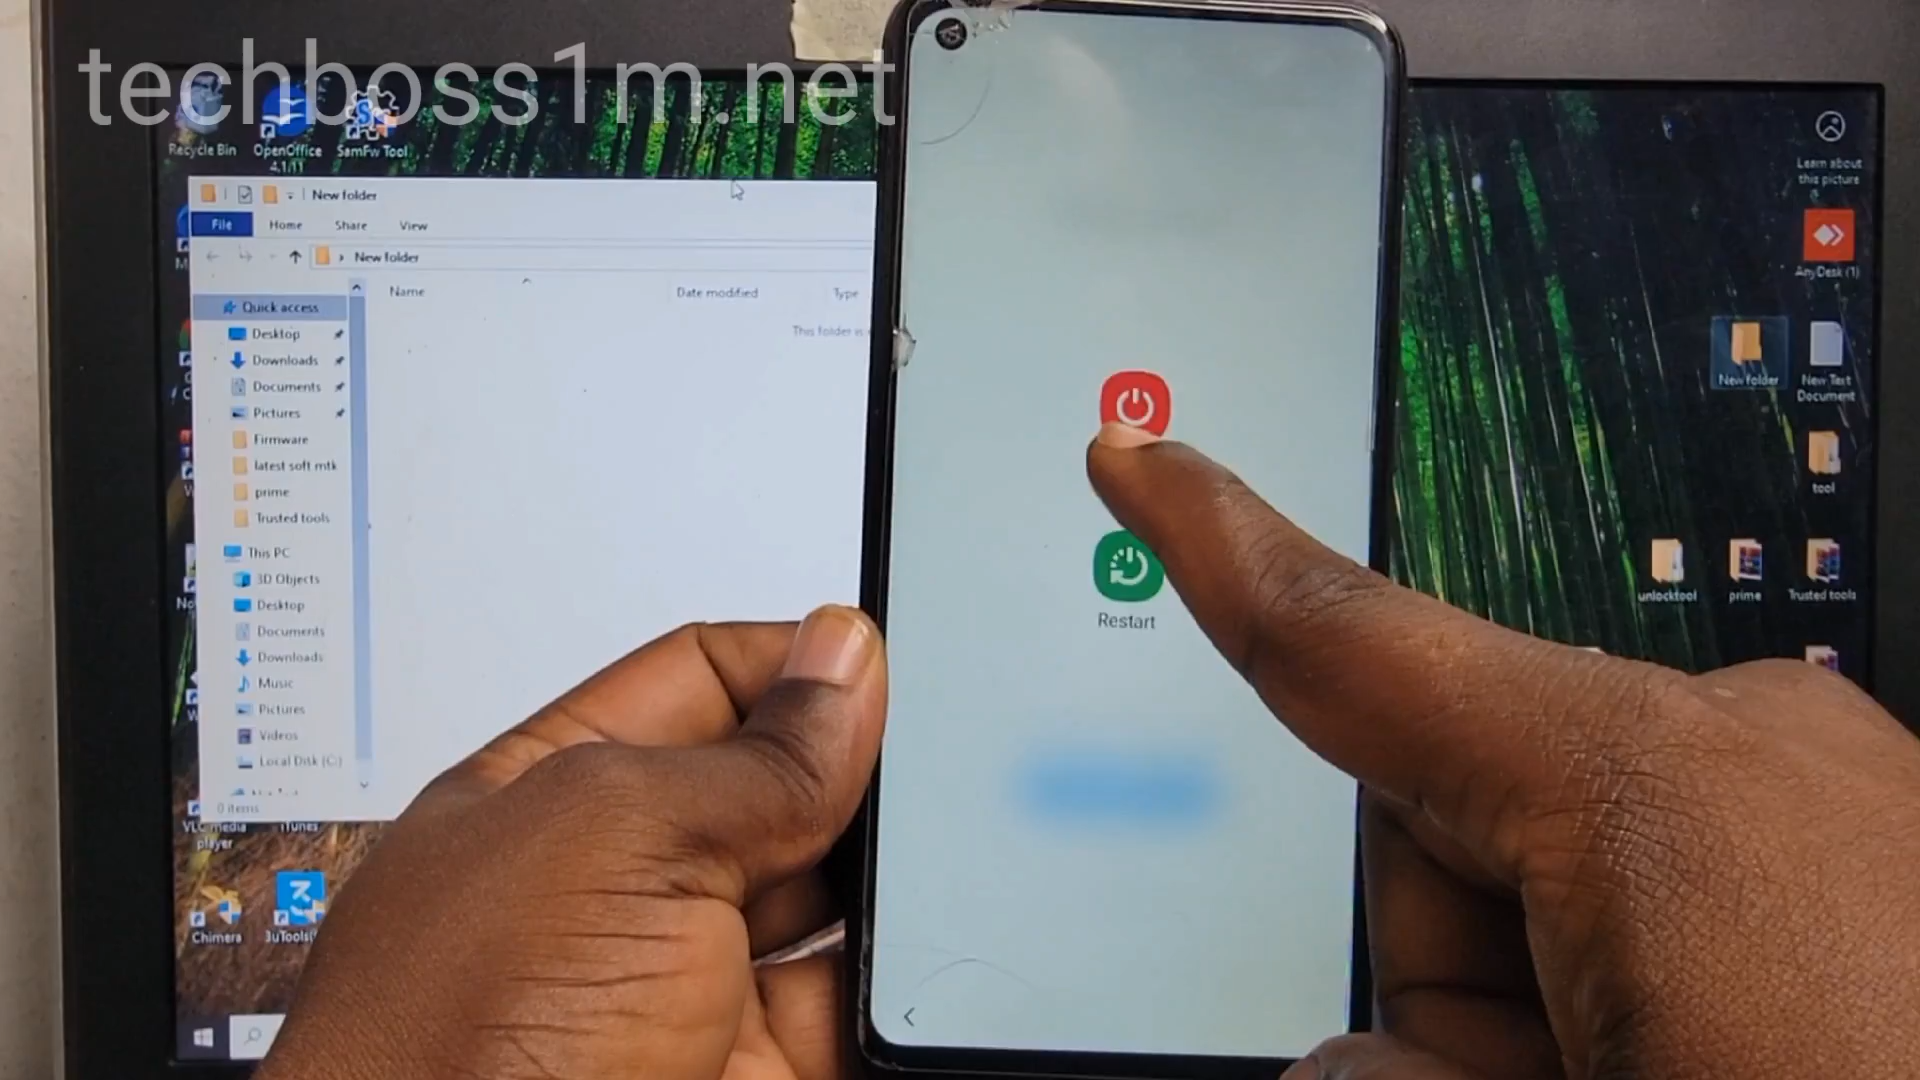 techboss1m.net
Recycle Bin
OpenOffice
4.1.11
SamFw Tool
New folder
File
Home
Share
View
New folder
Name
Date modified
Type
This folder is
Quick access
Desktop
Downloads
Documents
Pictures
Firmware
latest soft mtk
prime
Trusted tools
This PC
3D Objects
Desktop
Documents
Downloads
Music
Pictures
Videos
Local Disk (C:)
0 items
VLC media
player
iTunes
Chimera
3uTools(
Restart
Learn about
this picture
AnyDesk (1)
New folder
New Text
Document
tool
unlocktool
prime
Trusted tools